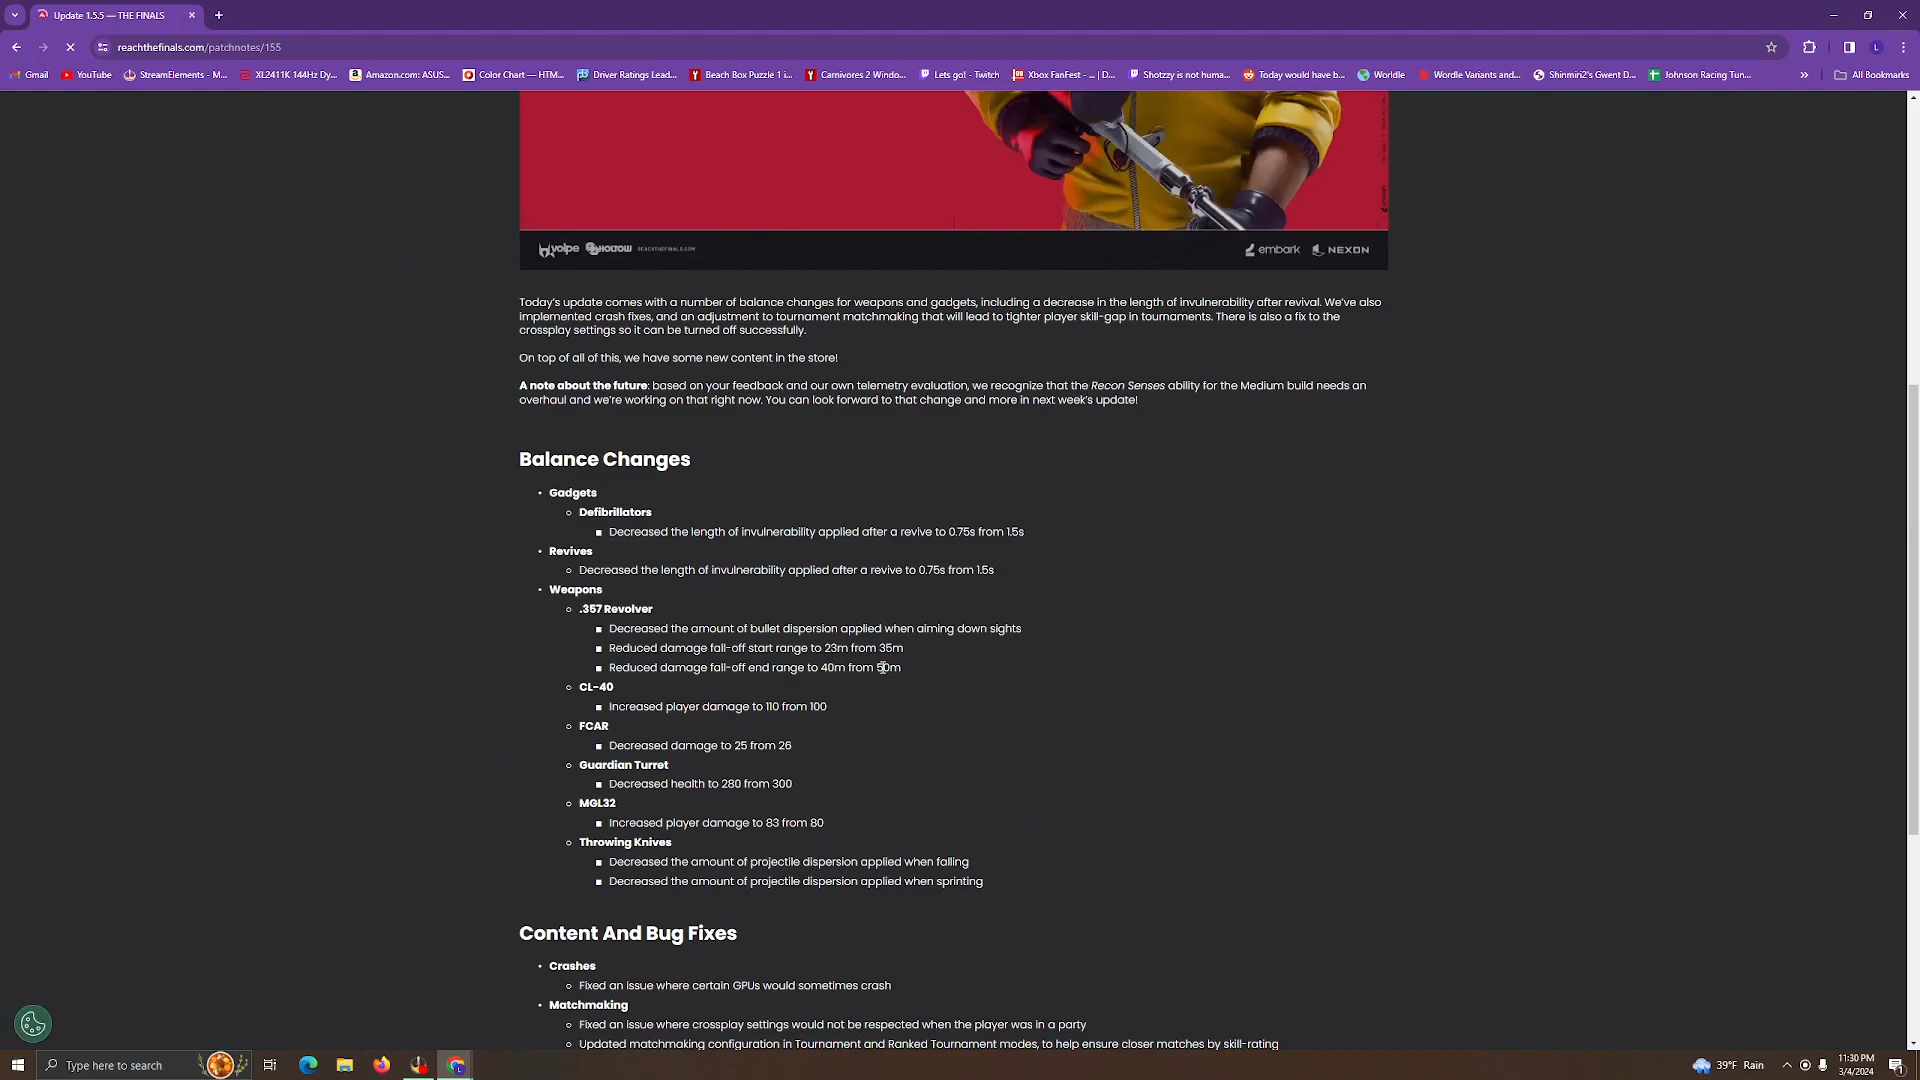 Update 1.5.5 — THE FINALS
reachthefinals.com/patchnotes/155
Gmail YouTube StreamElements - M... XL2411K 144Hz Dy... Amazon.com: ASUS... Color Chart — HTM... Driver Ratings Lead... Beach Box Puzzle 1 i... Carnivores 2 Windo... Lets go! - Twitch Xbox FanFest - ... | D... Shotzzy is not huma... Today would have b... Worldle Wordle Variants and... Shinmiri2's Gwent D... Johnson Racing Tun... » All Bookmarks
volpe HOLTOW REACHTHEFINALS.COM embark NEXON
Today's update comes with a number of balance changes for weapons and gadgets, including a decrease in the length of invulnerability after revival. We've also
implemented crash fixes, and an adjustment to tournament matchmaking that will lead to tighter player skill-gap in tournaments. There is also a fix to the
crossplay settings so it can be turned off successfully.
On top of all of this, we have some new content in the store!
A note about the future: based on your feedback and our own telemetry evaluation, we recognize that the Recon Senses ability for the Medium build needs an
overhaul and we're working on that right now. You can look forward to that change and more in next week's update!
Balance Changes
• Gadgets
Defibrillators
Decreased the length of invulnerability applied after a revive to 0.75s from 1.5s
• Revives
Decreased the length of invulnerability applied after a revive to 0.75s from 1.5s
• Weapons
.357 Revolver
Decreased the amount of bullet dispersion applied when aiming down sights
Reduced damage fall-off start range to 23m from 35m
Reduced damage fall-off end range to 40m from 50m
CL-40
Increased player damage to 110 from 100
FCAR
Decreased damage to 25 from 26
Guardian Turret
Decreased health to 280 from 300
MGL32
Increased player damage to 83 from 80
Throwing Knives
Decreased the amount of projectile dispersion applied when falling
Decreased the amount of projectile dispersion applied when sprinting
Content And Bug Fixes
• Crashes
Fixed an issue where certain GPUs would sometimes crash
• Matchmaking
Fixed an issue where crossplay settings would not be respected when the player was in a party
Updated matchmaking configuration in Tournament and Ranked Tournament modes, to help ensure closer matches by skill-rating
Type here to search 39°F Rain 11:30 PM
3/4/2024